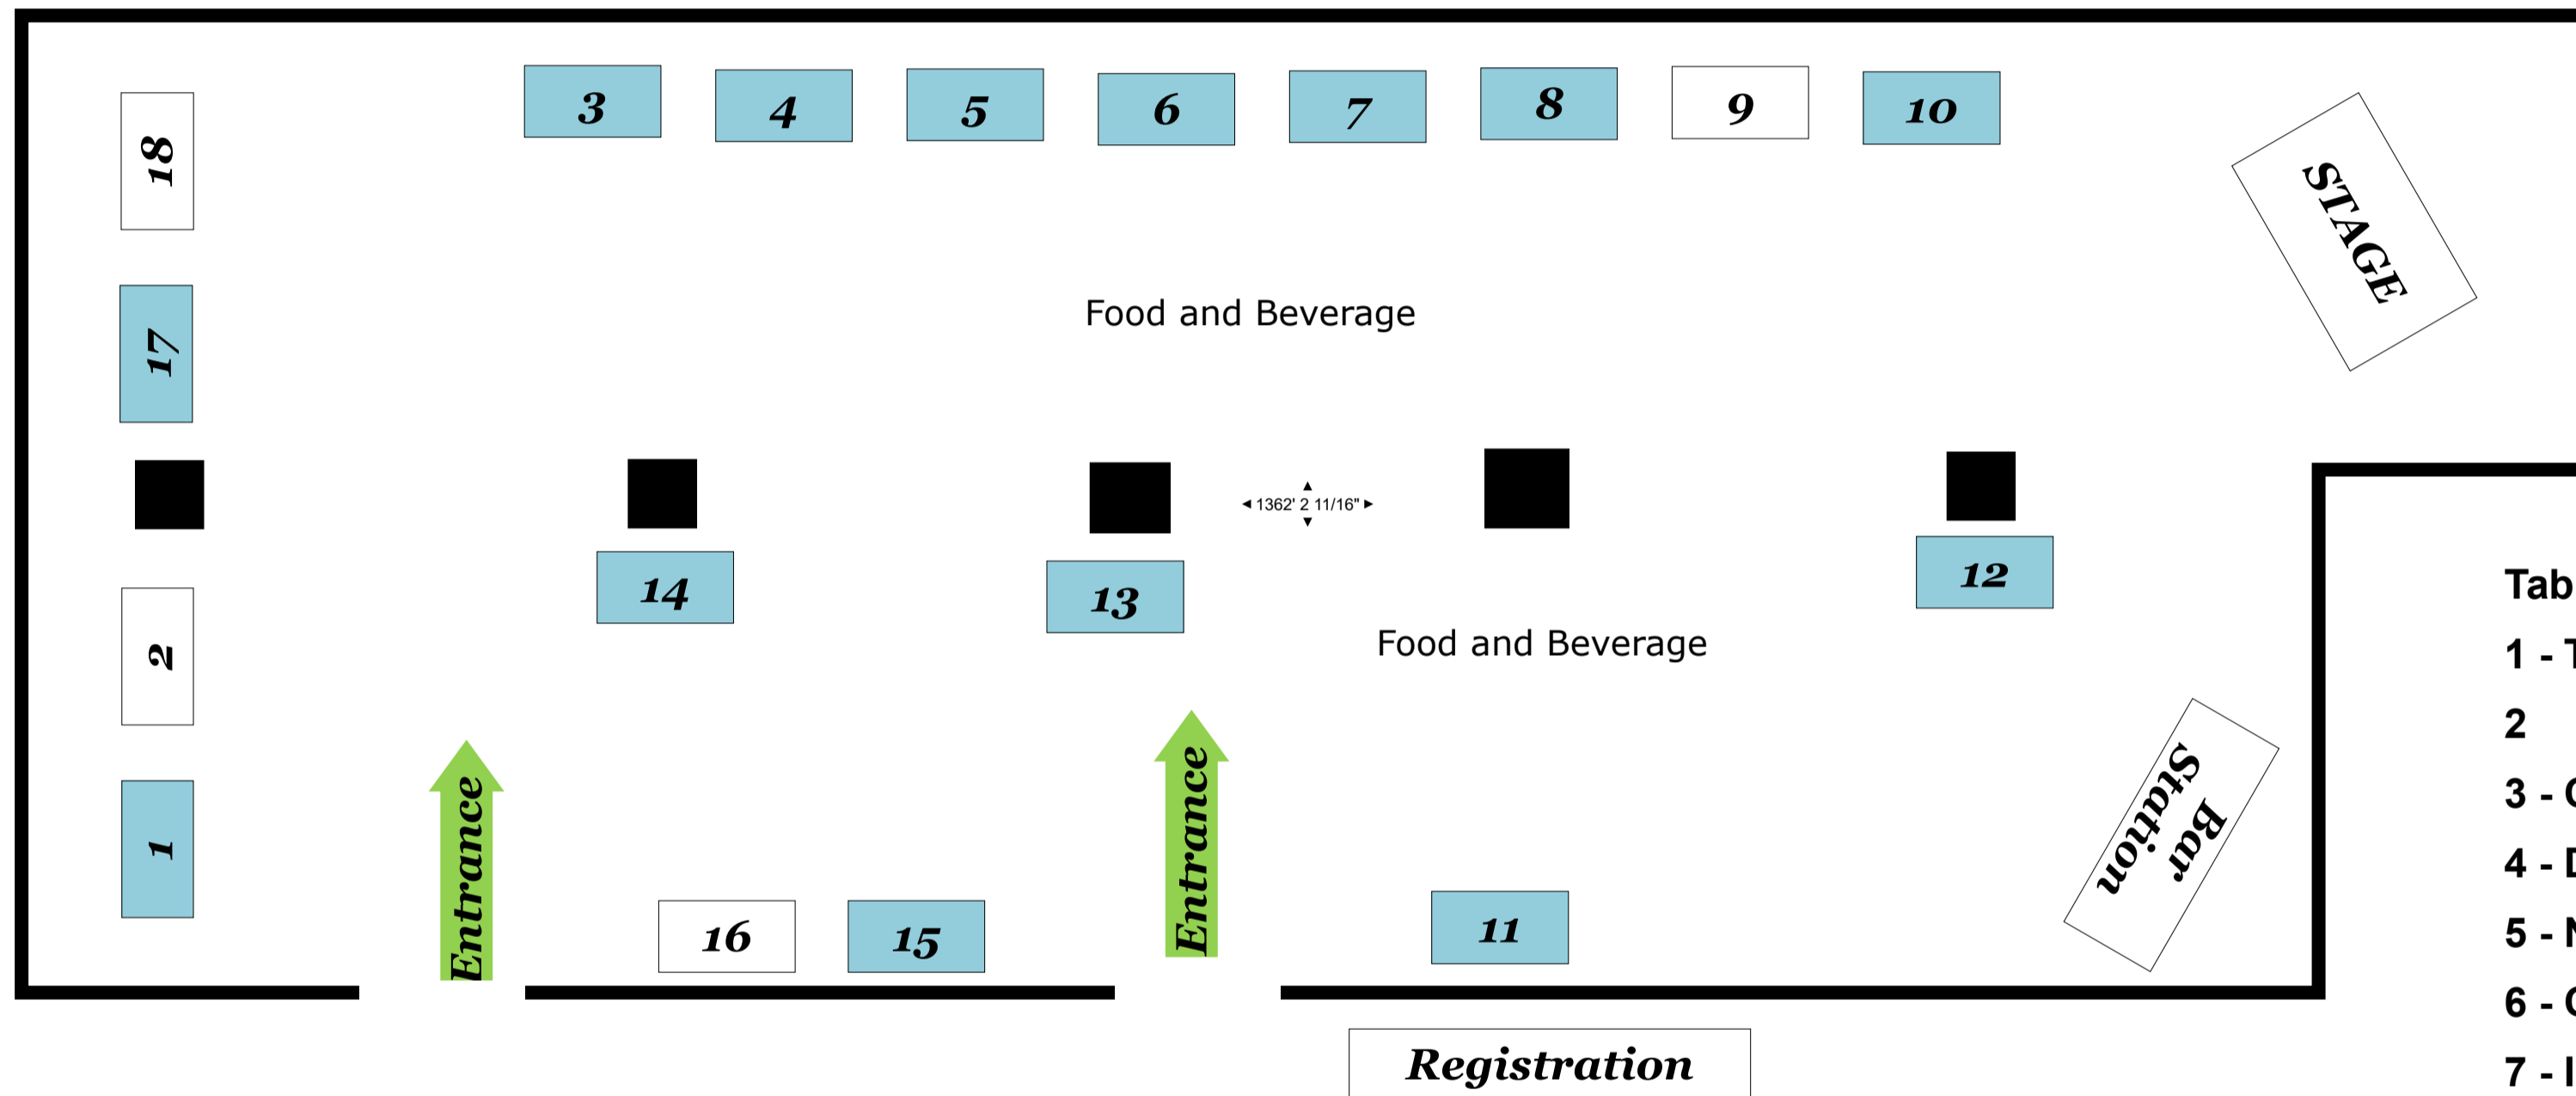 3
4
5
6
7
8
9
10
18
STAGE
17
Food and Beverage
1362' 2 11/16"
14
13
12
Food and Beverage
2
1
Entrance
Entrance
Bar
Station
16
15
11
Registration
Tab
1 - T
2
3 -
4 -
5 -
6 -
7 -